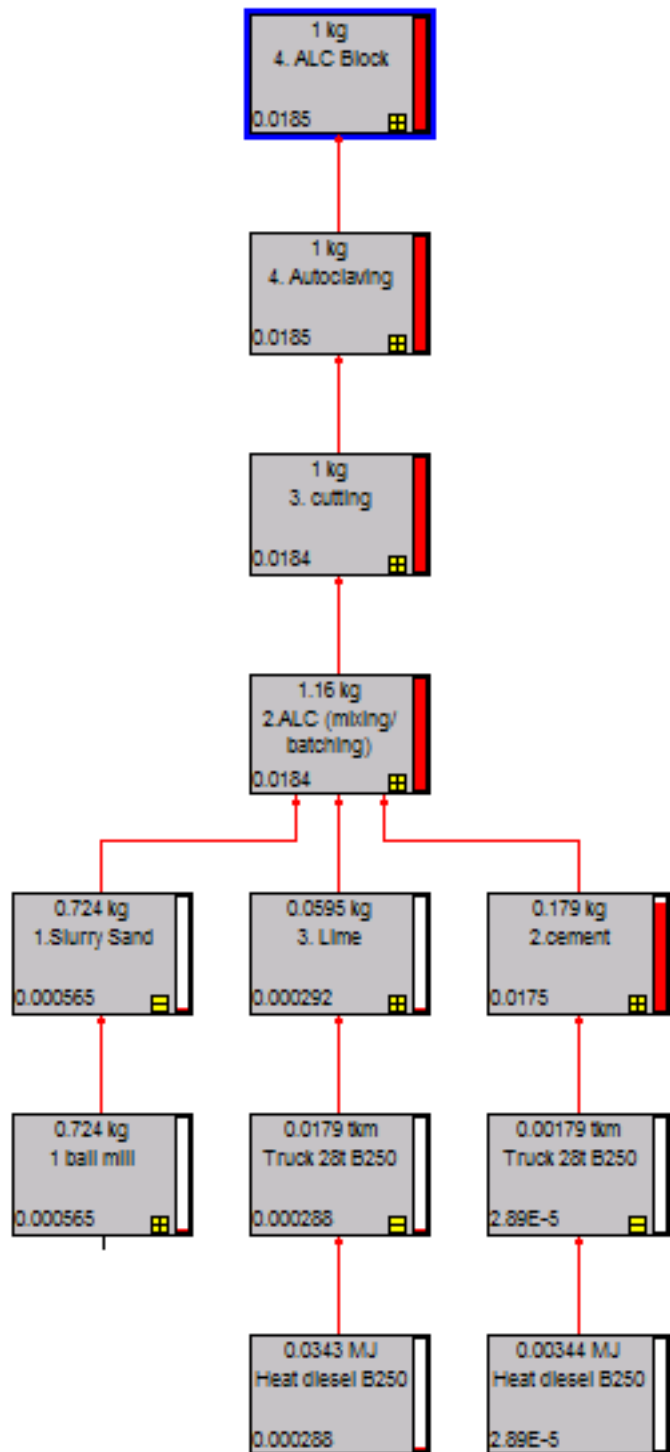 1 kg
4. ALC Block
0.0185
1 kg
4. Autoclaving
0.0185
1 kg
3. cutting
0.0184
1.16 kg
2.ALC (mixing/
batching)
0.0184
0.724 kg
1.Slurry Sand
0.000565
0.0595 kg
3. Lime
0.000292
0.179 kg
2.cement
0.0175
0.724 kg
1 ball mill
0.000565
0.0179 tkm
Truck 28t B250
0.000288
0.00179 tkm
Truck 28t B250
2.89E-5
0.0343 MJ
Heat diesel B250
0.000288
0.00344 MJ
Heat diesel B250
2.89E-5